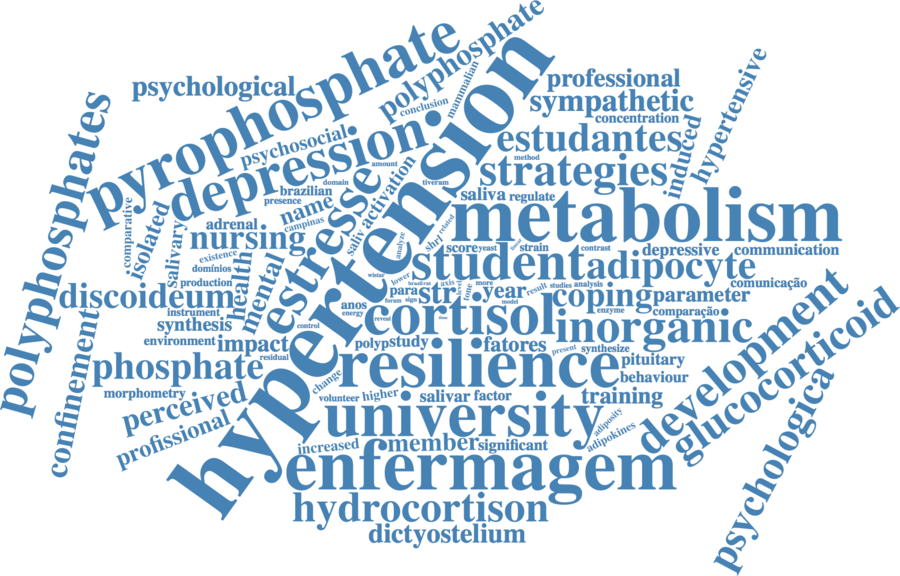 polyphosphate
psychological
pyrophosphate
hypertension
professional
sympathetic
concentration
hypertensive
polyphosphates
conclusion
mammalian
psychosocial
depression
estudantes
induced
amount
method
strategies
domain
tiveram
brazilian
presence
estresse
activation
saliva
regulate
name
campinas
comparative
isolated
salivary
adrenal
nursing
existence
saliv
analyze
shrl
related
metabolism
score
yeast
strain
contrast
depressive
communication
domínios
health
mental
wistar
lower
student
adipocyte
production
discoideum
para
axis
tone
more
result
studies
analysis
comunicação
instrument
anos
forum
sign
str
year
model
coping
parameter
synthesis
energy
cortisol
enzyme
comparação
control
reveal
inorganic
environment
impact
polyp
study
fatores
present
synthesize
residual
phosphate
resilience
pituitary
development
confinement
change
behaviour
glucocorticoid
morphometry
volunteer
higher
salivar
factor
training
perceived
university
adiposity
adipokines
profissional
increased
member
significant
psychologica
enfermagem
hydrocortison
dictyostelium